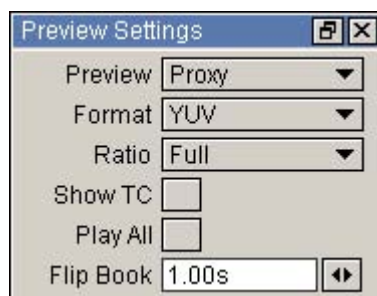 Preview Settings
Preview Proxy
Format YUV
Ratio Full
Show TC
Play All
Flip Book 1.00s